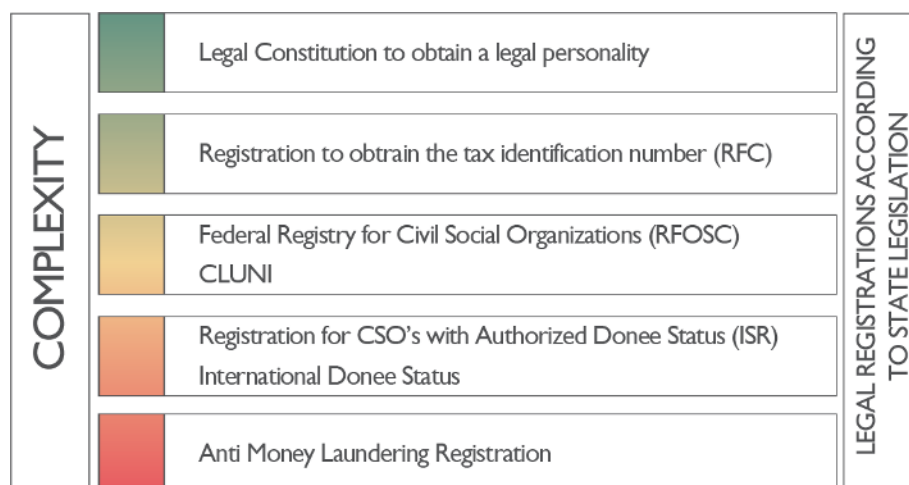 COMPLEXITY
Legal Constitution to obtain a legal personality
Registration to obtrain the tax identification number (RFC)
Federal Registry for Civil Social Organizations (RFOSC)
CLUNI
Registration for CSO's with Authorized Donee Status (ISR)
International Donee Status
Anti Money Laundering Registration
LEGAL REGISTRATIONS ACCORDING
TO STATE LEGISLATION